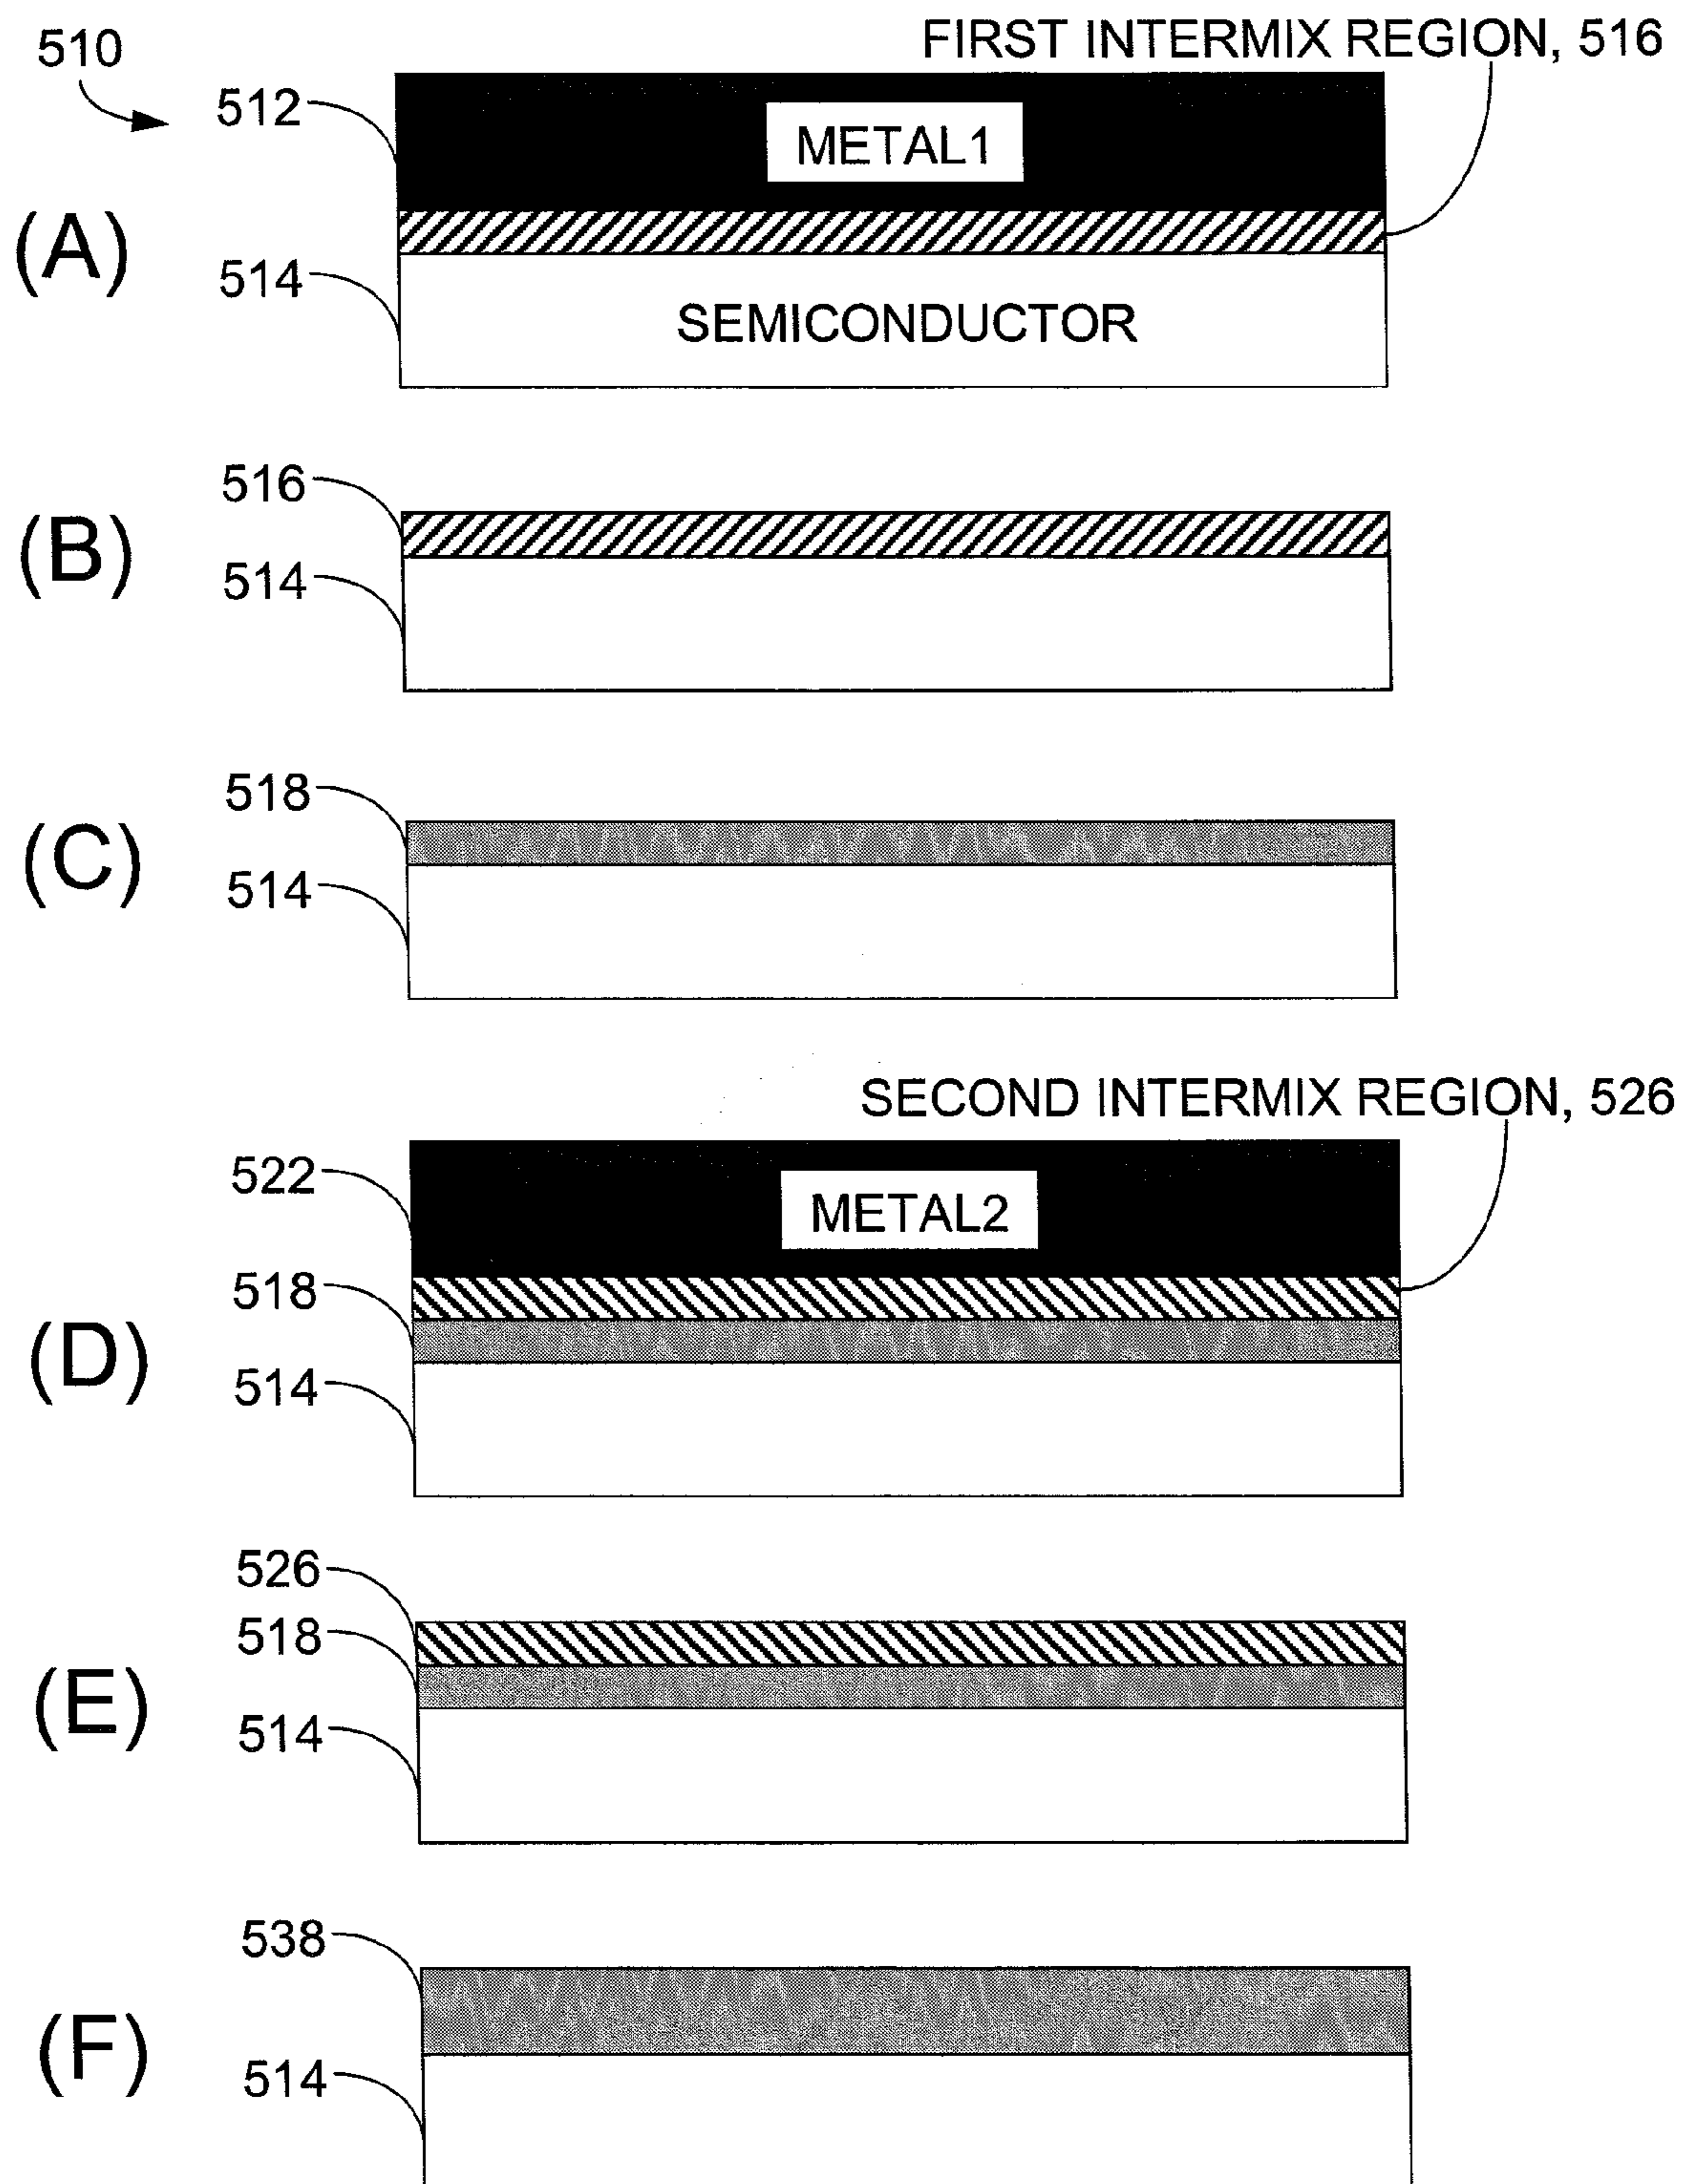 510
FIRST INTERMIX REGION, 516
512
METAL1
(A)
514
SEMICONDUCTOR
516
(B)
514
518
(C)
514
SECOND INTERMIX REGION, 526
522
METAL2
518
(D)
514
526
518
(E)
514
538
(F)
514